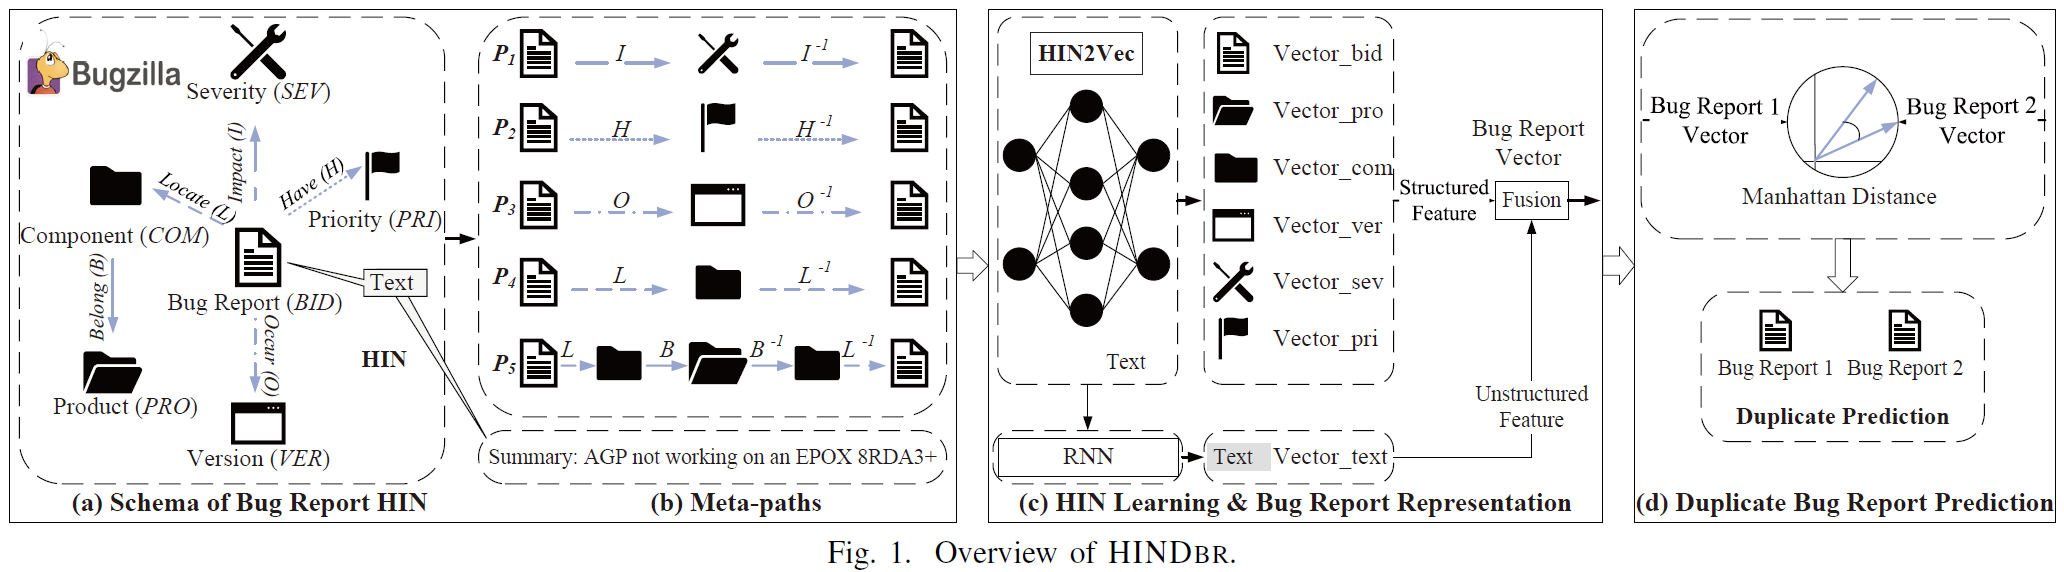 Bugzilla
Severity (SEV)
Impact (I)
Have (H)
Locate (L)
Priority (PRI)
Component (COM)
Belong (B)
Bug Report (BID)
Text
Occur (O)
HIN
Product (PRO)
Version (VER)
(a) Schema of Bug Report HIN
P1 I I-1
P2 H H-1
P3 O O-1
P4 L L-1
P5 L B B-1 L-1
Summary: AGP not working on an EPOX 8RDA3+
(b) Meta-paths
HIN2Vec
Text
RNN
Vector_bid
Vector_pro
Vector_com
Vector_ver
Vector_sev
Vector_pri
Text Vector_text
Structured
Feature
Bug Report
Vector
Fusion
Unstructured
Feature
(c) HIN Learning & Bug Report Representation
Bug Report 1
Vector
Bug Report 2
Vector
Manhattan Distance
Bug Report 1 Bug Report 2
Duplicate Prediction
(d) Duplicate Bug Report Prediction
Fig. 1. Overview of HINDBR.